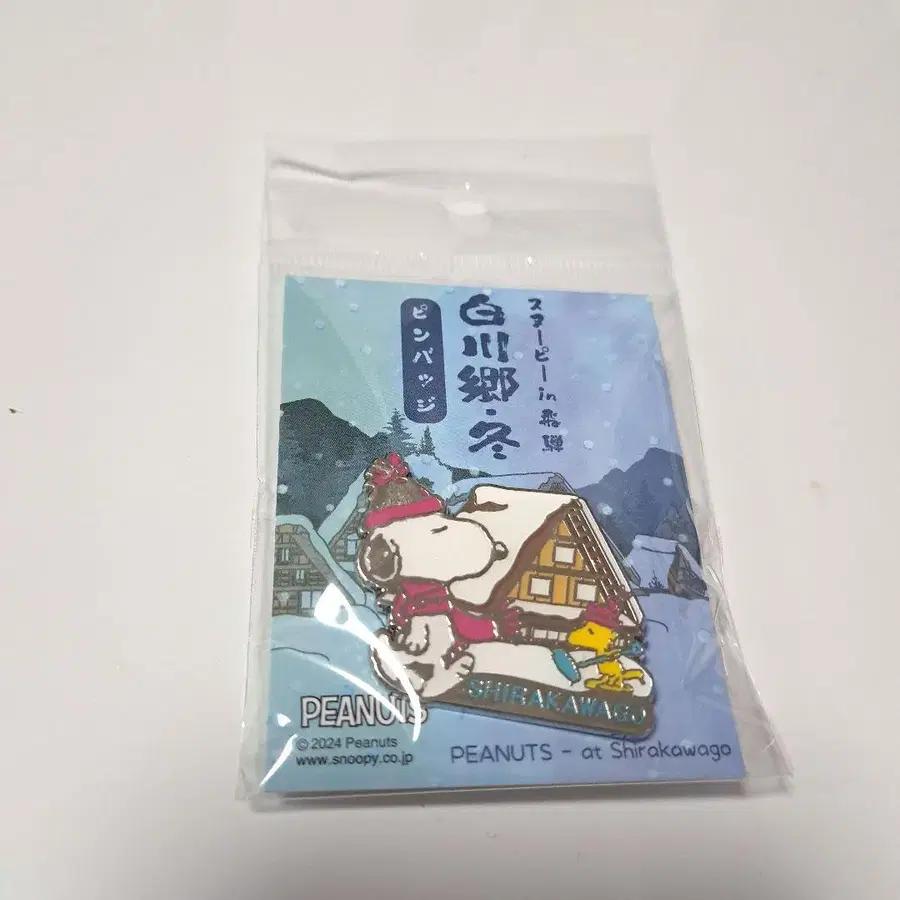 スヌーピー in 飛騨
白川郷・冬
ピンバッジ
SHIRAKAWAGO
PEANUTS
© 2024 Peanuts
www.snoopy.co.jp
PEANUTS - at Shirakawago